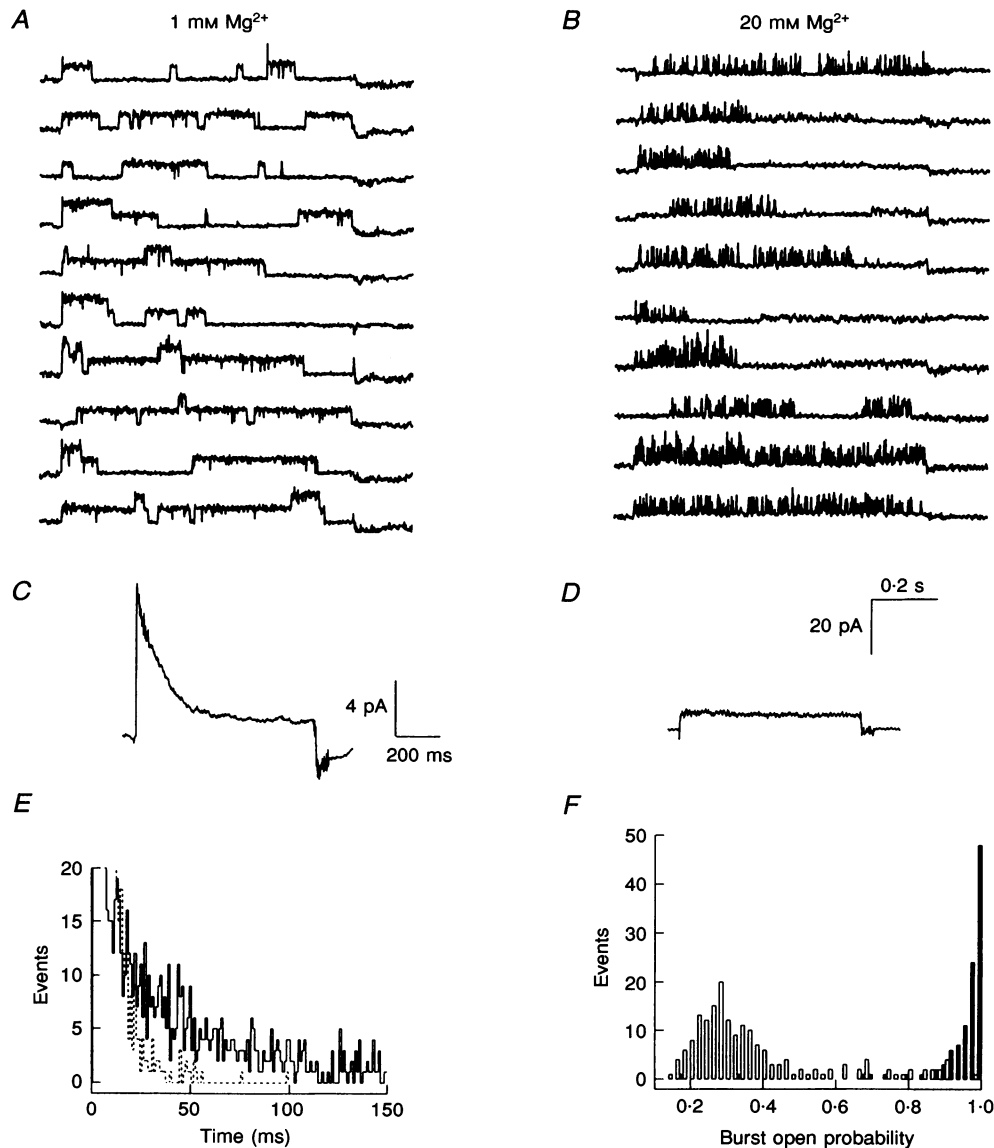 A
1 mM Mg²⁺
B
20 mM Mg²⁺
C
4 pA
200 ms
D
0·2 s
20 pA
E
Events
20
15
10
5
0
0
50
100
150
Time (ms)
F
Events
50
40
30
20
10
0
0·2
0·4
0·6
0·8
1·0
Burst open probability